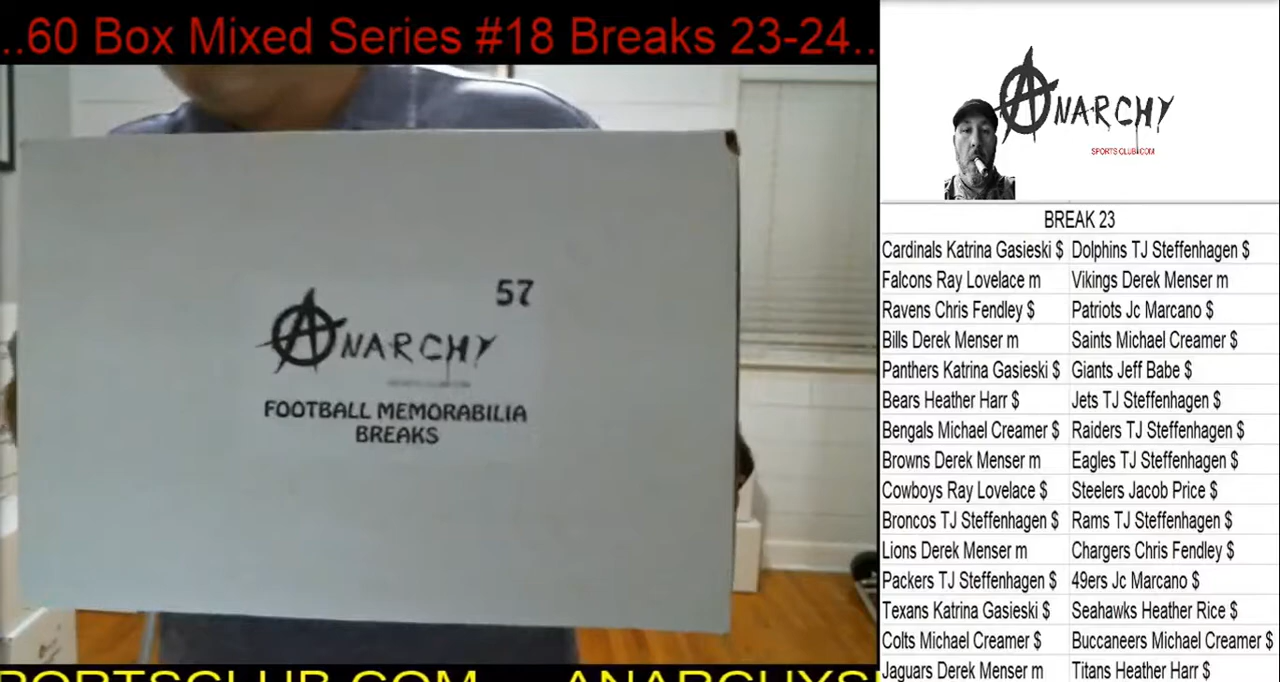 ..60 Box Mixed Series #18 Breaks 23-24..
57
ANARCHY
FOOTBALL MEMORABILIA
BREAKS
PORTSCLUB.COM ANARCHYS
ANARCHY
SPORTS CLUB.COM
BREAK 23
Cardinals Katrina Gasieski $ Dolphins TJ Steffenhagen $
Falcons Ray Lovelace m Vikings Derek Menser m
Ravens Chris Fendley $ Patriots Jc Marcano $
Bills Derek Menser m Saints Michael Creamer $
Panthers Katrina Gasieski $ Giants Jeff Babe $
Bears Heather Harr $ Jets TJ Steffenhagen $
Bengals Michael Creamer $ Raiders TJ Steffenhagen $
Browns Derek Menser m Eagles TJ Steffenhagen $
Cowboys Ray Lovelace $ Steelers Jacob Price $
Broncos TJ Steffenhagen $ Rams TJ Steffenhagen $
Lions Derek Menser m Chargers Chris Fendley $
Packers TJ Steffenhagen $ 49ers Jc Marcano $
Texans Katrina Gasieski $ Seahawks Heather Rice $
Colts Michael Creamer $ Buccaneers Michael Creamer $
Jaguars Derek Menser m Titans Heather Harr $